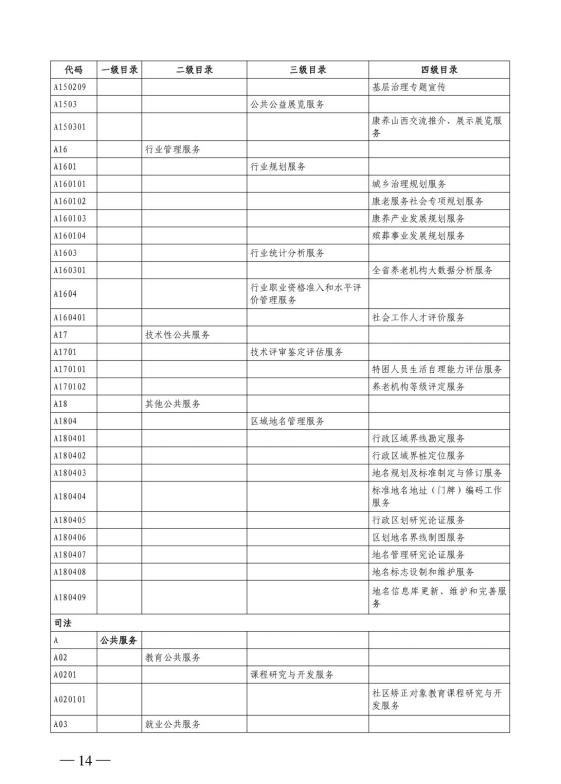 代码 一级目录 二级目录 三级目录 四级目录
A150209 基层治理专题宣传
A1503 公共公益展览服务
A150301 康养山西交流推介、展示展览服
务
A16 行业管理服务
A1601 行业规划服务
A160101 城乡治理规划服务
A160102 康老服务社会专项规划服务
A160103 康养产业发展规划服务
A160104 殡葬事业发展规划服务
A1603 行业统计分析服务
A160301 全省养老机构大数据分析服务
A1604 行业职业资格准入和水平评
价管理服务
A160401 社会工作人才评价服务
A17 技术性公共服务
A1701 技术评审鉴定评估服务
A170101 特困人员生活自理能力评估服务
A170102 养老机构等级评定服务
A18 其他公共服务
A1804 区域地名管理服务
A180401 行政区域界线勘定服务
A180402 行政区域界桩定位服务
A180403 地名规划及标准制定与修订服务
A180404 标准地名地址（门牌）编码工作
服务
A180405 行政区划研究论证服务
A180406 区划地名界线制图服务
A180407 地名管理研究论证服务
A180408 地名标志设制和维护服务
A180409 地名信息库更新、维护和完善服
务
司法
A 公共服务
A02 教育公共服务
A0201 课程研究与开发服务
A020101 社区矫正对象教育课程研究与开
发服务
A03 就业公共服务
— 14 —